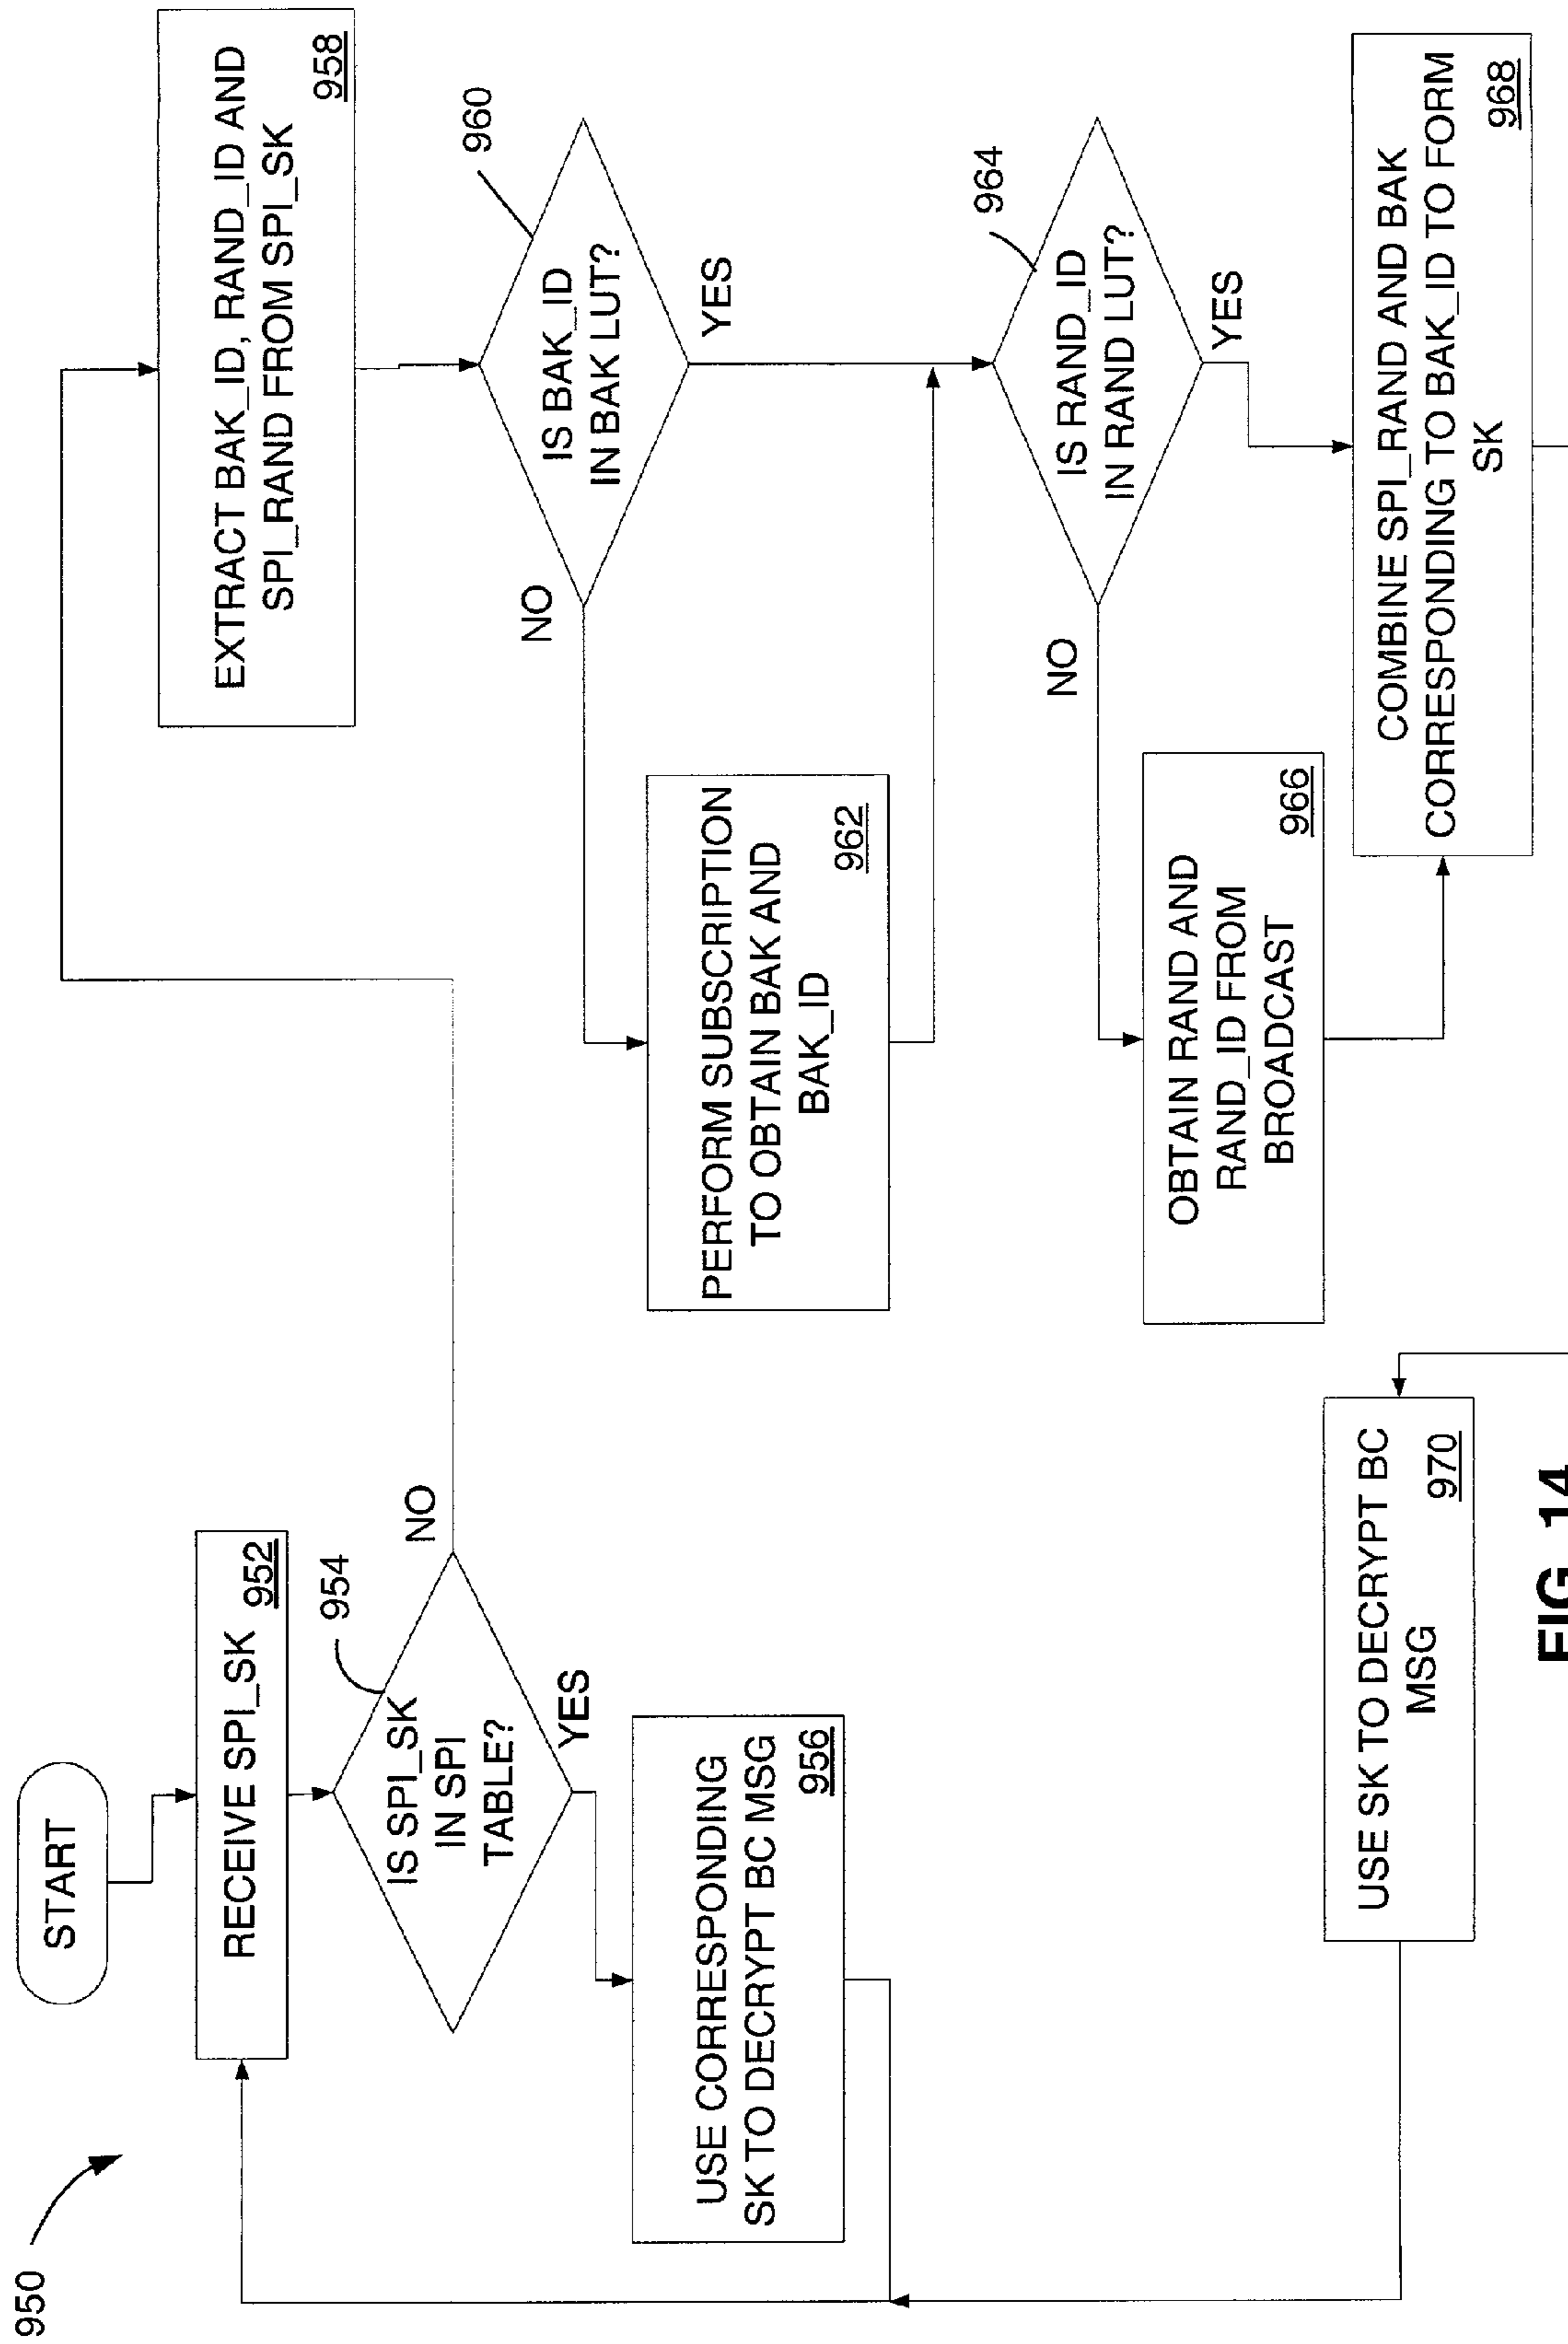 950
START
RECEIVE SPI_SK
952
954
IS SPI_SK
IN SPI
TABLE?
NO
YES
USE CORRESPONDING
SK TO DECRYPT BC MSG
956
EXTRACT BAK_ID, RAND_ID AND
SPI_RAND FROM SPI_SK
958
960
IS BAK_ID
IN BAK LUT?
NO
YES
PERFORM SUBSCRIPTION
TO OBTAIN BAK AND
BAK_ID
962
964
IS RAND_ID
IN RAND LUT?
NO
YES
OBTAIN RAND AND
RAND_ID FROM
BROADCAST
966
COMBINE SPI_RAND AND BAK
CORRESPONDING TO BAK_ID TO FORM
SK
968
USE SK TO DECRYPT BC
MSG
970
FIG. 14